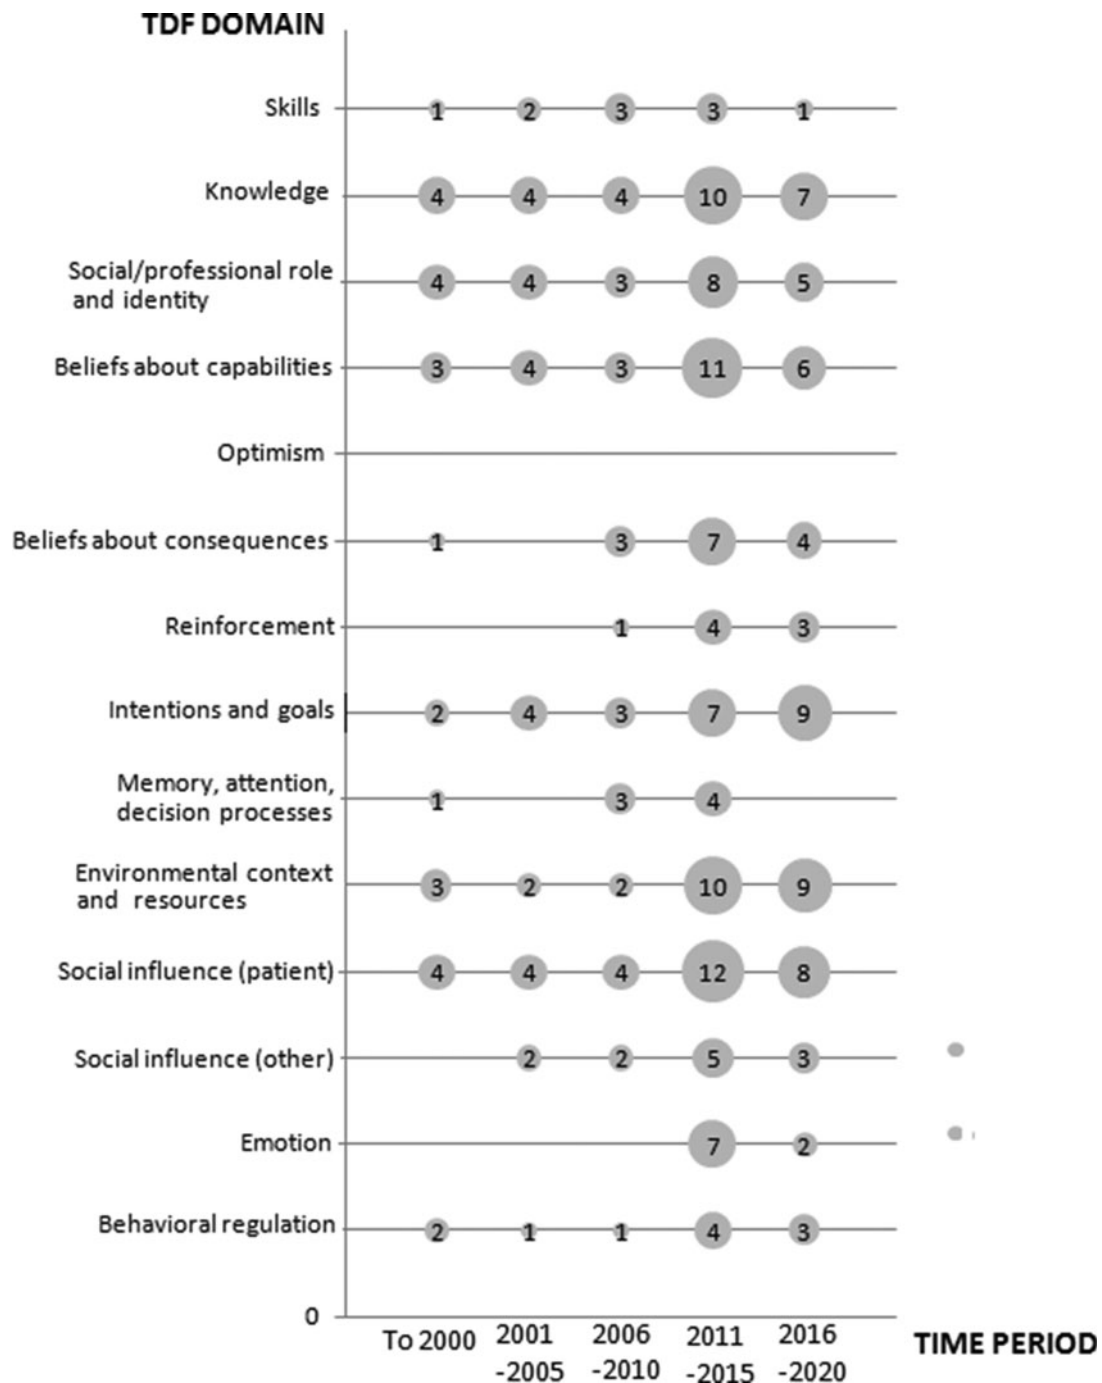 TDF DOMAIN
Skills
1 2 3 3 1
Knowledge
4 4 4 10 7
Social/professional role
and identity
4 4 3 8 5
Beliefs about capabilities
3 4 3 11 6
Optimism
Beliefs about consequences
1 3 7 4
Reinforcement
1 4 3
Intentions and goals
2 4 3 7 9
Memory, attention,
decision processes
1 3 4
Environmental context
and resources
3 2 2 10 9
Social influence (patient)
4 4 4 12 8
Social influence (other)
2 2 5 3
Emotion
7 2
Behavioral regulation
2 1 1 4 3
0
To 2000 2001 2006 2011 2016
-2005 -2010 -2015 -2020
TIME PERIOD